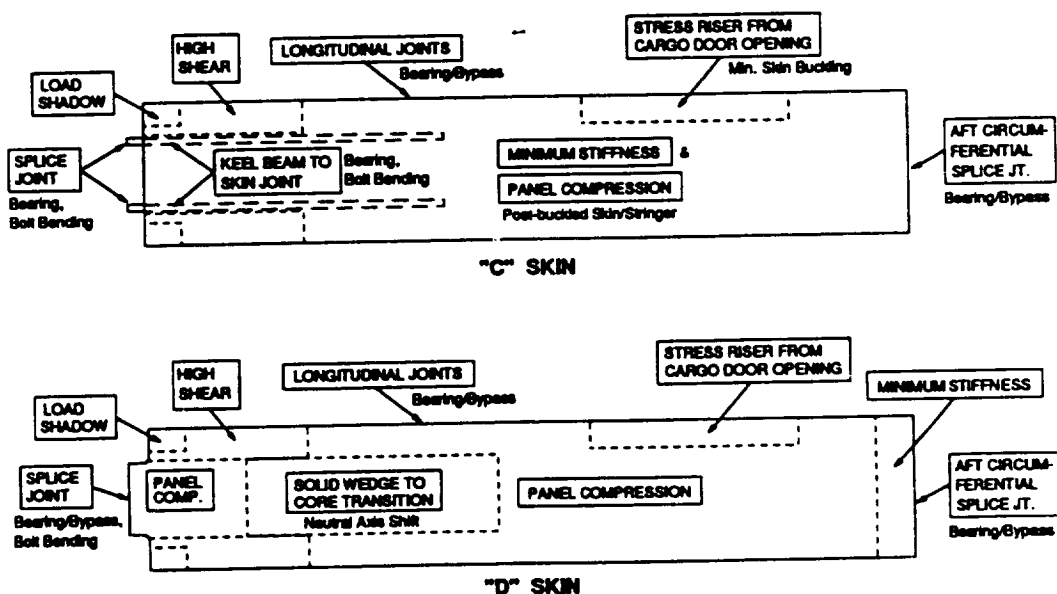 STRESS RISER FROM
CARGO DOOR OPENING
Min. Skin Buckling
HIGH
SHEAR
LONGITUDINAL JOINTS
Bearing/Bypass
LOAD
SHADOW
SPLICE
JOINT
Bearing,
Bolt Bending
KEEL BEAM TO
SKIN JOINT
Bearing,
Bolt Bending
MINIMUM STIFFNESS &
PANEL COMPRESSION
Post-buckled Skin/Stringer
AFT CIRCUM-
FERENTIAL
SPLICE JT.
Bearing/Bypass
"C" SKIN
STRESS RISER FROM
CARGO DOOR OPENING
HIGH
SHEAR
LONGITUDINAL JOINTS
Bearing/Bypass
MINIMUM STIFFNESS
LOAD
SHADOW
SPLICE
JOINT
Bearing/Bypass,
Bolt Bending
PANEL
COMP.
SOLID WEDGE TO
CORE TRANSITION
Neutral Axis Shift
PANEL COMPRESSION
AFT CIRCUM-
FERENTIAL
SPLICE JT.
Bearing/Bypass
"D" SKIN